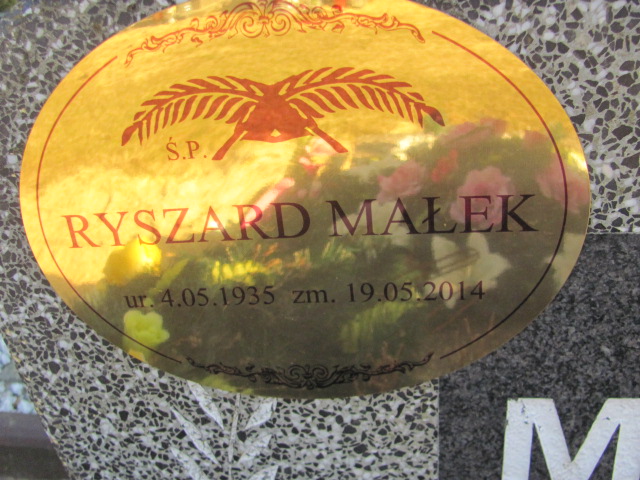 Ś.P.
RYSZARD MAŁEK
ur. 4.05.1935 zm. 19.05.2014
M